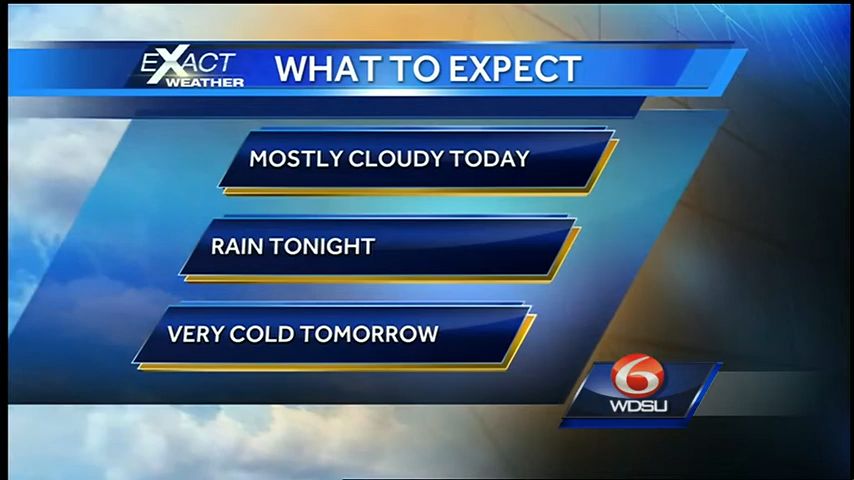 EXACT
WEATHER
WHAT TO EXPECT
MOSTLY CLOUDY TODAY
RAIN TONIGHT
VERY COLD TOMORROW
6
WDSU